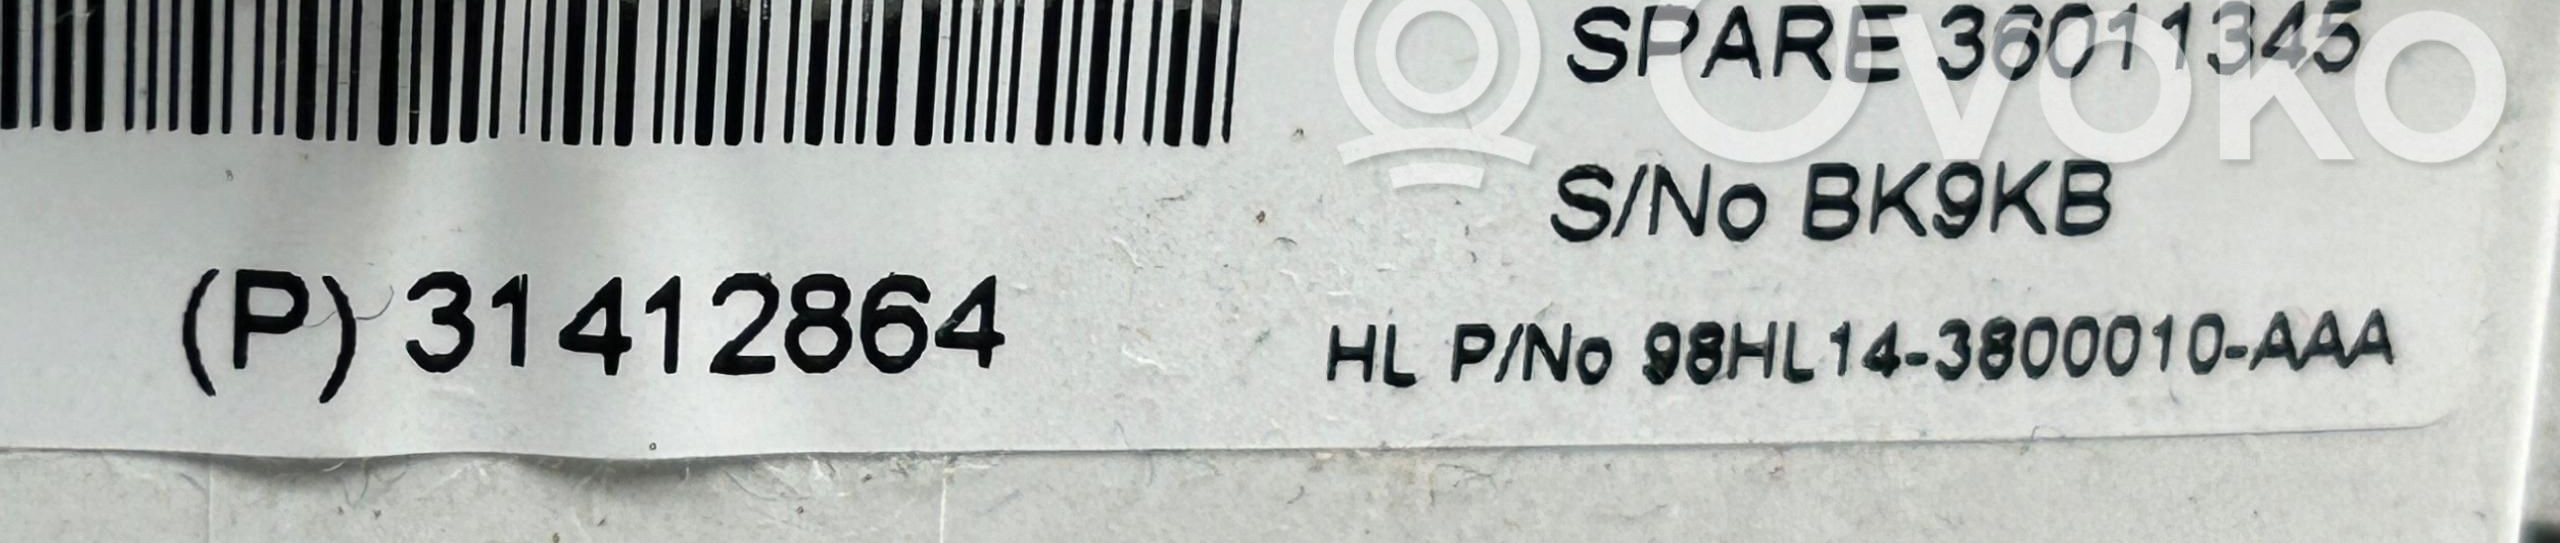 SPARE 36011345
S/No BK9KB
(P) 31412864
HL P/No 98HL14-3800010-AAA
OVOKO